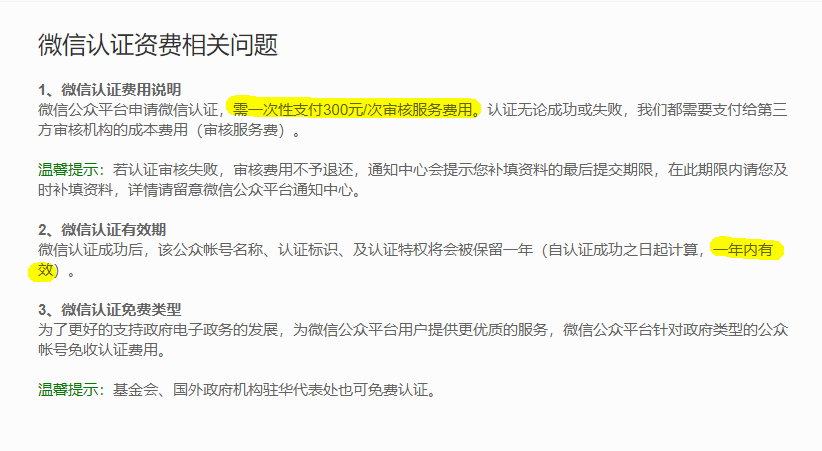 微信认证资费相关问题
1、微信认证费用说明
微信公众平台申请微信认证，需一次性支付300元/次审核服务费用。认证无论成功或失败，我们都需要支付给第三
方审核机构的成本费用（审核服务费）。
温馨提示：若认证审核失败，审核费用不予退还，通知中心会提示您补填资料的最后提交期限，在此期限内请您及
时补填资料，详情请留意微信公众平台通知中心。
2、微信认证有效期
微信认证成功后，该公众帐号名称、认证标识、及认证特权将会被保留一年（自认证成功之日起计算，一年内有
效）。
3、微信认证免费类型
为了更好的支持政府电子政务的发展，为微信公众平台用户提供更优质的服务，微信公众平台针对政府类型的公众
帐号免收认证费用。
温馨提示：基金会、国外政府机构驻华代表处也可免费认证。